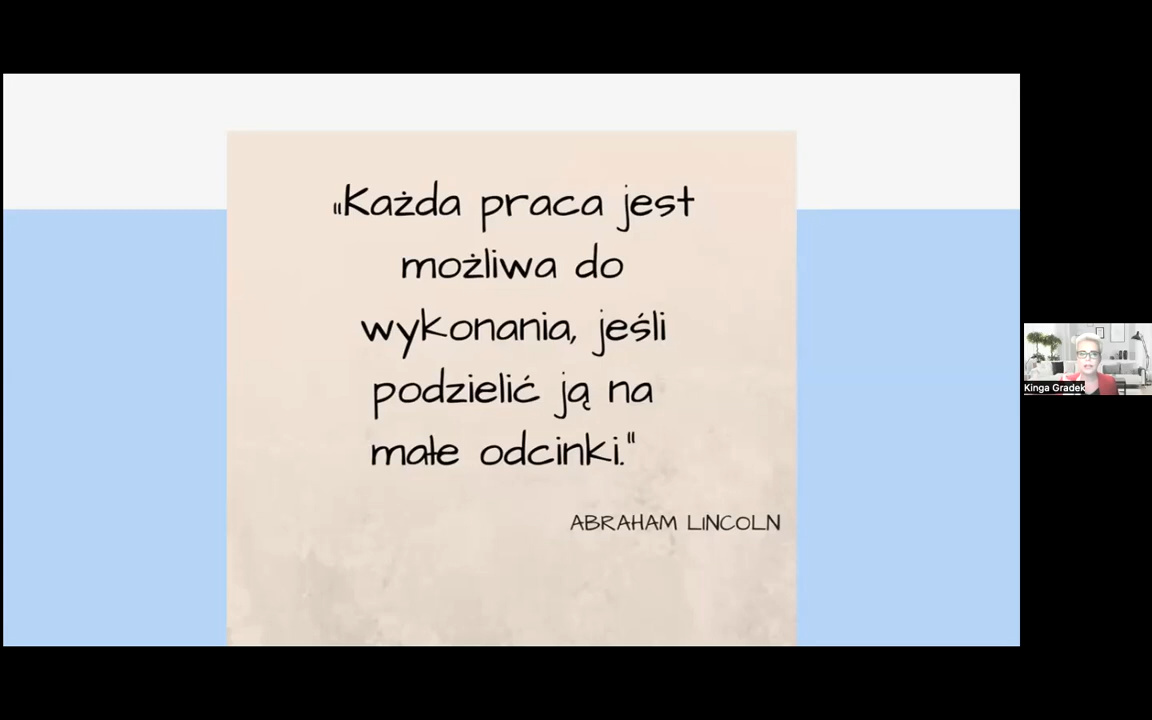 „Każda praca jest
możliwa do
wykonania, jeśli
podzielić ją na
małe odcinki."
ABRAHAM LINCOLN
Kinga Gradek